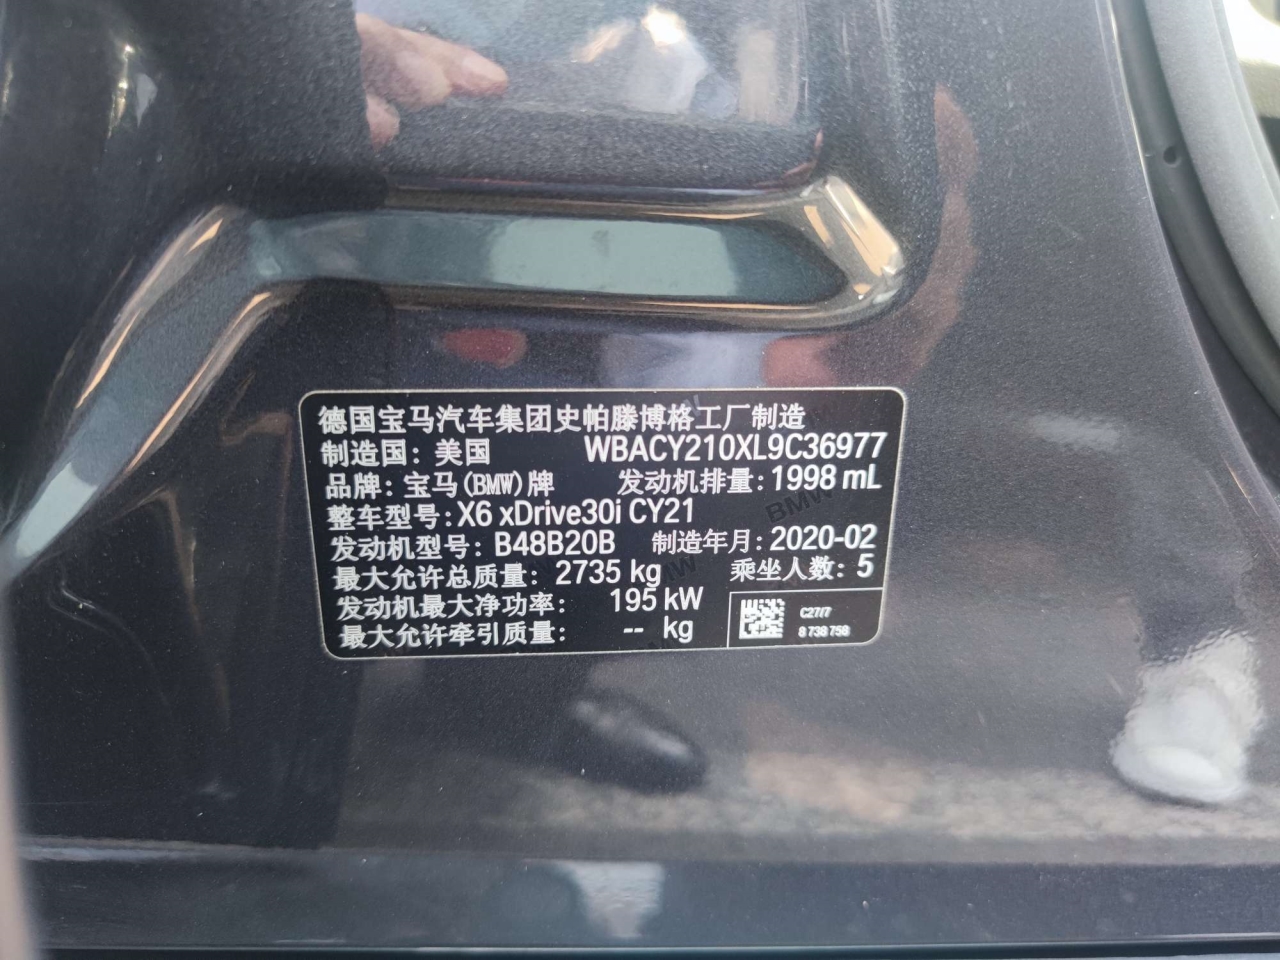 德国宝马汽车集团史帕滕博格工厂制造
制造国: 美国 WBACY210XL9C36977
品牌: 宝马(BMW)牌 发动机排量: 1998 mL
整车型号: X6 xDrive30i CY21
发动机型号: B48B20B 制造年月: 2020-02
最大允许总质量: 2735 kg 乘坐人数: 5
发动机最大净功率: 195 kW
最大允许牵引质量: -- kg
C27/7
8 738 758
BMW